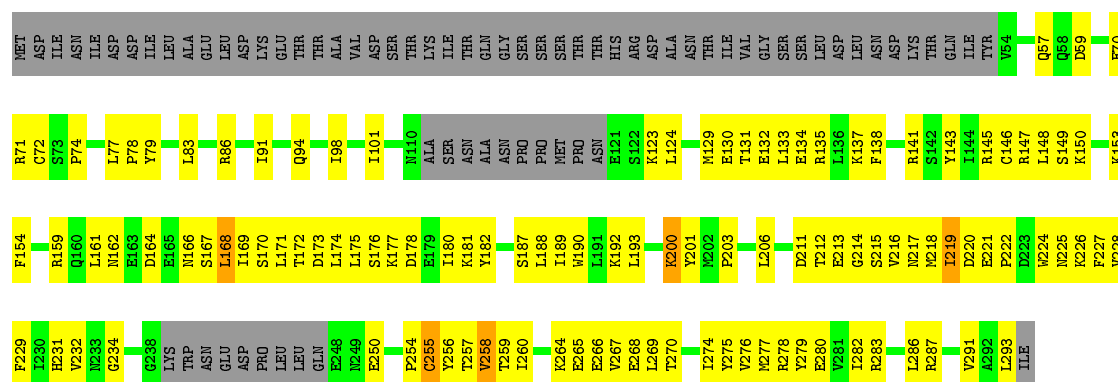 MET ASP ILE ASN ILE ASP ASP ILE LEU ALA GLU LEU ASP LYS GLU THR THR ALA VAL ASP SER THR LYS ILE THR GLN GLY SER SER SER THR THR HIS ARG ASP ALA ASN THR ILE VAL GLY SER SER LEU ASP LEU ASN ASP LYS THR GLN ILE TYR V54 Q57 Q58 D59
R71 C72 S73 P74 L77 P78 Y79 L83 R86 I91 Q94 I98 I101 N110 ALA SER ASN ALA ASN PRO PRO MET PRO ASN E121 S122 K123 L124 M129 E130 T131 E132 L133 E134 R135 L136 K137 F138 R141 S142 Y143 I144 R145 C146 R147 L148 S149 K150
F154 R159 Q160 L161 N162 E163 D164 E165 N166 S167 L168 I169 S170 L171 T172 D173 L174 L175 S176 K177 D178 E179 I180 K181 Y182 S187 L188 I189 W190 L191 K192 L193 K200 Y201 M202 P203 L206 D211 T212 E213 G214 S215 V216 N217 M218 I219 D220 E221 P222 D223 W224 N225 K226 F227 V228
F229 I230 H231 V232 N233 G234 G238 LYS TRP ASN GLU ASP PRO LEU LEU GLN E248 N249 E250 P254 C255 Y256 T257 V258 T259 I260 K264 E265 E266 V267 E268 L269 T270 I274 Y275 V276 M277 R278 Y279 E280 V281 I282 R283 L286 R287 V291 A292 L293 ILE